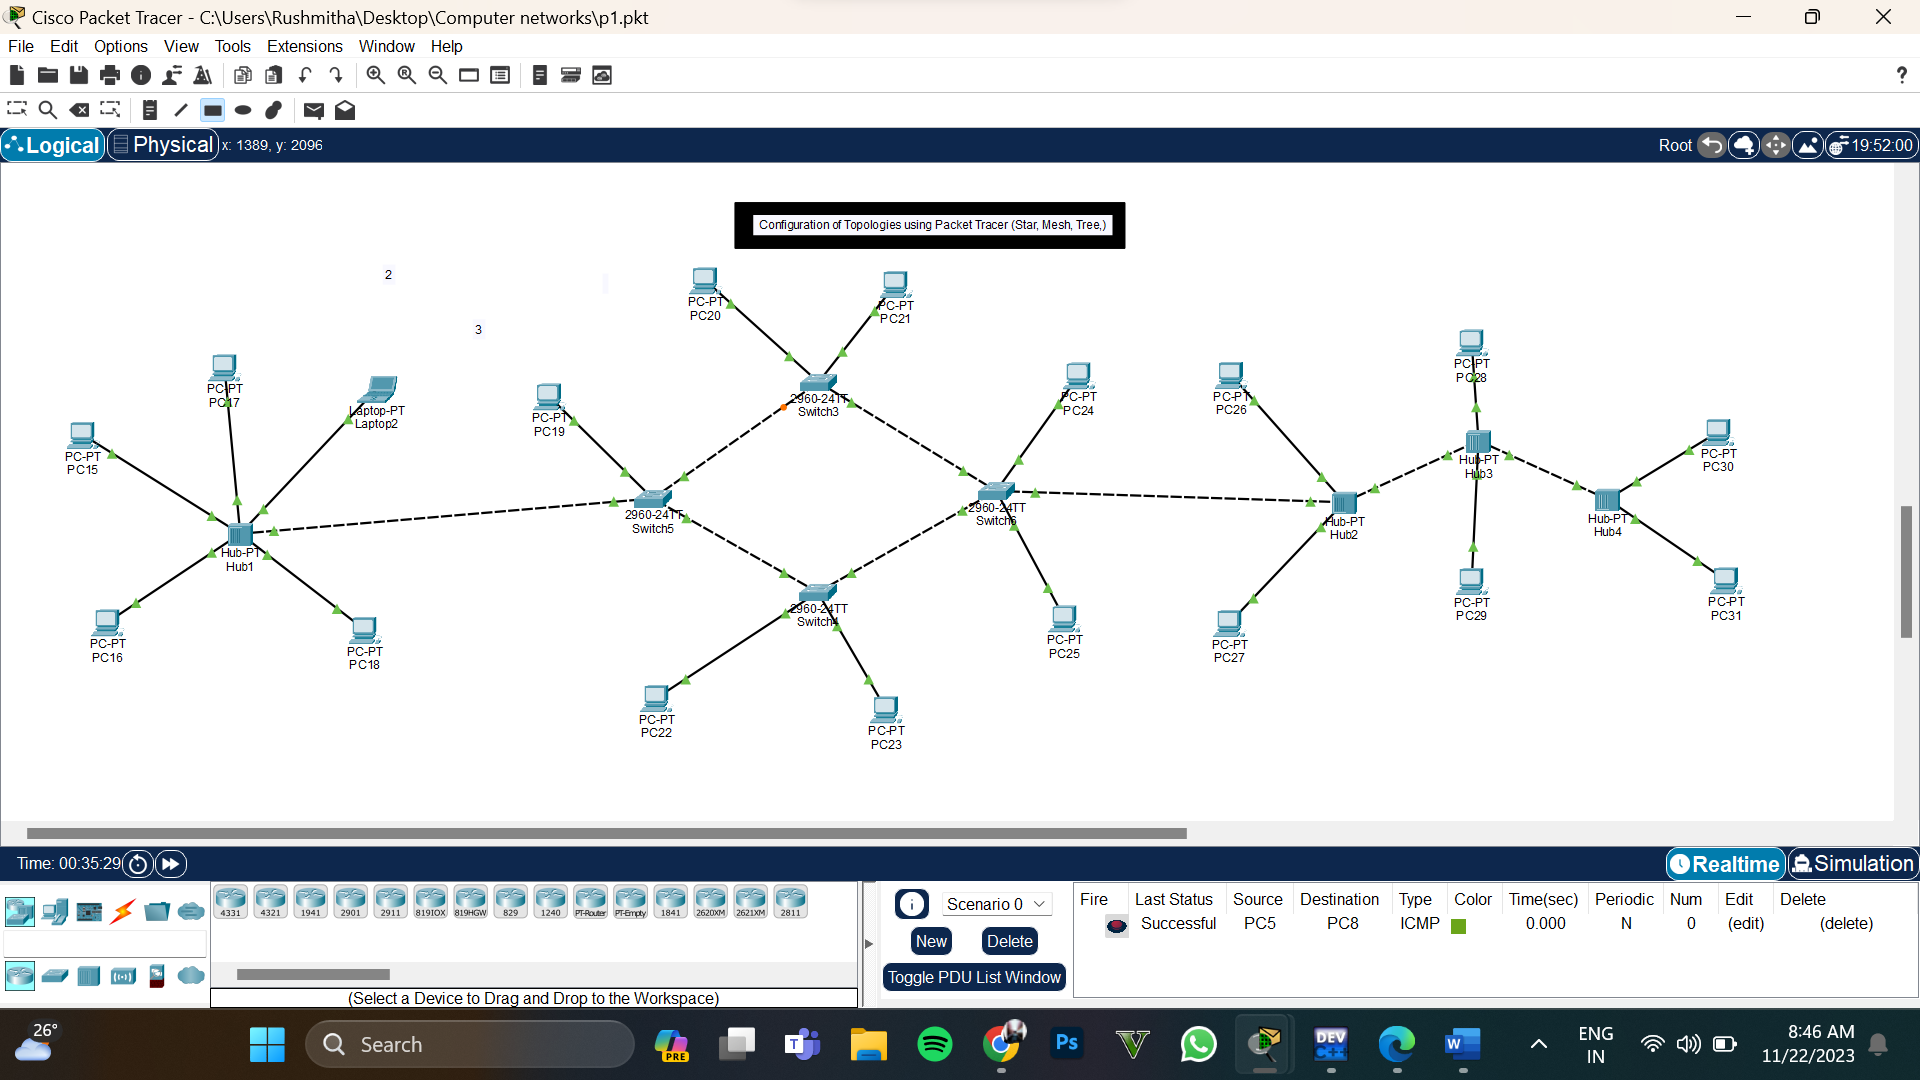 Cisco Packet Tracer - C:\Users\Rushmitha\Desktop\Computer networks\p1.pkt
File Edit Options View Tools Extensions Window Help
?
Logical Physical x: 1389, y: 2096 Root 19:52:00
Configuration of Topologies using Packet Tracer (Star, Mesh, Tree,)
2
3
PC-PT
PC20
PC-PT
PC21
PC-PT
PC17
Laptop-PT
Laptop2
PC-PT
PC19
2960-24TT
Switch3
PC-PT
PC24
PC-PT
PC26
PC-PT
PC28
PC-PT
PC15
Hub-PT
Hub3
PC-PT
PC30
2960-24TT
Switch5
2960-24TT
Switch6
Hub-PT
Hub2
Hub-PT
Hub4
Hub-PT
Hub1
2960-24TT
Switch4
PC-PT
PC29
PC-PT
PC31
PC-PT
PC16
PC-PT
PC18
PC-PT
PC25
PC-PT
PC27
PC-PT
PC22
PC-PT
PC23
Time: 00:35:29 Realtime Simulation
4331 4321 1941 2901 2911 819IOX 819HGW 829 1240 PT-Router PT-Empty 1841 2620XM 2621XM 2811
(Select a Device to Drag and Drop to the Workspace)
Scenario 0
New Delete
Toggle PDU List Window
Fire Last Status Source Destination Type Color Time(sec) Periodic Num Edit Delete
Successful PC5 PC8 ICMP 0.000 N 0 (edit) (delete)
26°
Search
PRE
T
Ps
V
DEV
C++
W
ENG
IN
8:46 AM
11/22/2023